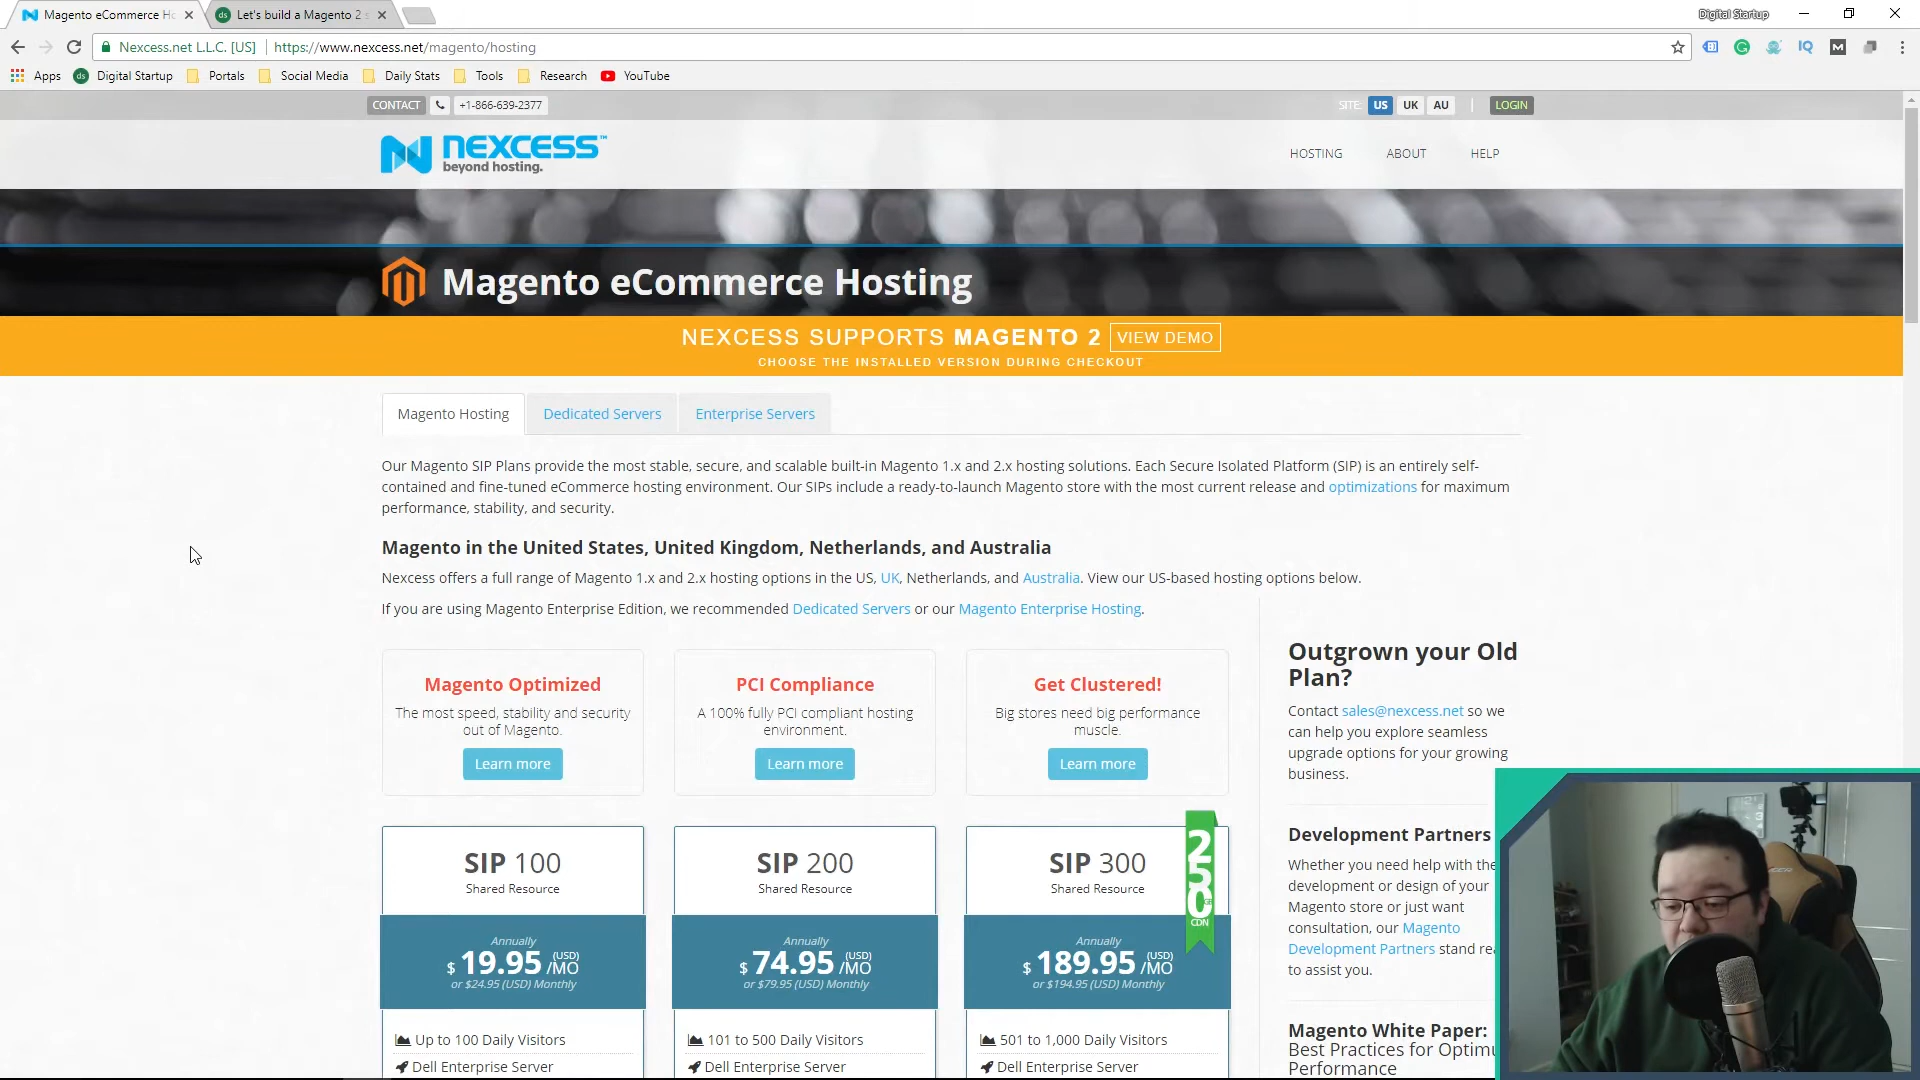 Magento eCommerce Ho
Let's build a Magento 2 s
Digital Startup
Nexcess.net L.L.C. [US]
https://www.nexcess.net/magento/hosting
Apps
Digital Startup
Portals
Social Media
Daily Stats
Tools
Research
YouTube
CONTACT
+1-866-639-2377
SITE:
US
UK
AU
LOGIN
NEXCESS™
beyond hosting.
HOSTING
ABOUT
HELP
Magento eCommerce Hosting
NEXCESS SUPPORTS MAGENTO 2 VIEW DEMO
CHOOSE THE INSTALLED VERSION DURING CHECKOUT
Magento Hosting
Dedicated Servers
Enterprise Servers
Our Magento SIP Plans provide the most stable, secure, and scalable built-in Magento 1.x and 2.x hosting solutions. Each Secure Isolated Platform (SIP) is an entirely self-
contained and fine-tuned eCommerce hosting environment. Our SIPs include a ready-to-launch Magento store with the most current release and optimizations for maximum
performance, stability, and security.
Magento in the United States, United Kingdom, Netherlands, and Australia
Nexcess offers a full range of Magento 1.x and 2.x hosting options in the US, UK, Netherlands, and Australia. View our US-based hosting options below.
If you are using Magento Enterprise Edition, we recommended Dedicated Servers or our Magento Enterprise Hosting.
Magento Optimized
The most speed, stability and security
out of Magento.
Learn more
PCI Compliance
A 100% fully PCI compliant hosting
environment.
Learn more
Get Clustered!
Big stores need big performance
muscle.
Learn more
SIP 100
Shared Resource
Annually
$ 19.95 (USD) /MO
or $24.95 (USD) Monthly
Up to 100 Daily Visitors
Dell Enterprise Server
SIP 200
Shared Resource
Annually
$ 74.95 (USD) /MO
or $79.95 (USD) Monthly
101 to 500 Daily Visitors
Dell Enterprise Server
SIP 300
Shared Resource
250 GB
CDN
Annually
$ 189.95 (USD) /MO
or $194.95 (USD) Monthly
501 to 1,000 Daily Visitors
Dell Enterprise Server
Outgrown your Old
Plan?
Contact sales@nexcess.net so we
can help you explore seamless
upgrade options for your growing
business.
Development Partners
Whether you need help with the
development or design of your
Magento store or just want
consultation, our Magento
Development Partners stand rea
to assist you.
Magento White Paper:
Best Practices for Optimu
Performance